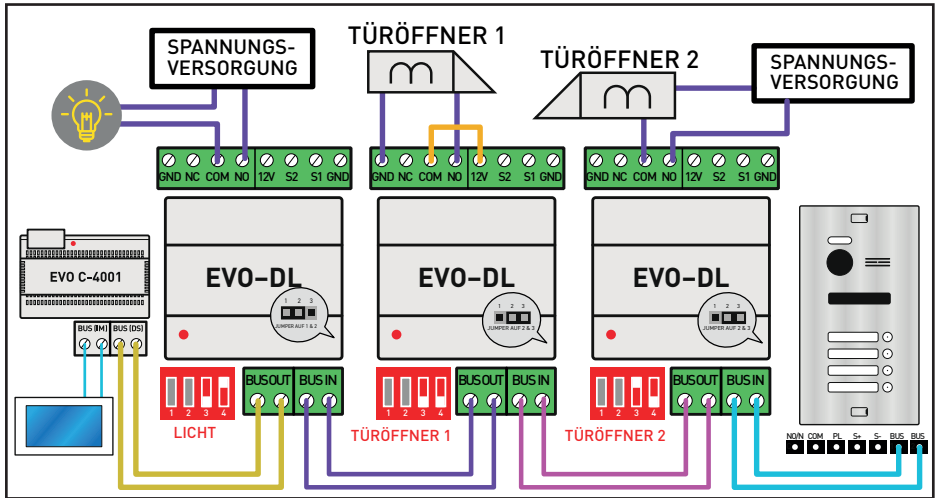 SPANNUNGS-
VERSORGUNG
TÜRÖFFNER 1
TÜRÖFFNER 2
SPANNUNGS-
VERSORGUNG
GND NC COM NO 12V S2 S1 GND
GND NC COM NO 12V S2 S1 GND
GND NC COM NO 12V S2 S1 GND
EVO C-4001
BUS (IM) BUS (DS)
EVO-DL
1 2 3
JUMPER AUF 1 & 2
EVO-DL
1 2 3
JUMPER AUF 2 & 3
EVO-DL
1 2 3
JUMPER AUF 2 & 3
1 2 3 4
LICHT
BUS OUT BUS IN
1 2 3 4
TÜRÖFFNER 1
BUS OUT BUS IN
1 2 3 4
TÜRÖFFNER 2
BUS OUT BUS IN
NO/N COM PL S+ S- BUS BUS